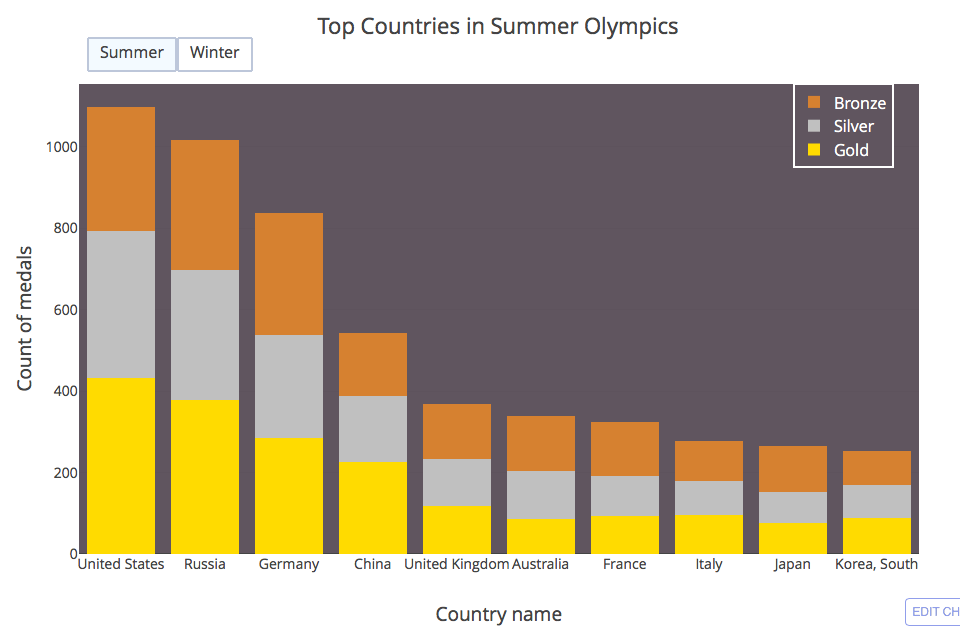 Top Countries in Summer Olympics
Summer Winter
Bronze
Silver
Gold
Count of medals
1000
800
600
400
200
0
United States Russia Germany China United Kingdom Australia France Italy Japan Korea, South
Country name
EDIT CH